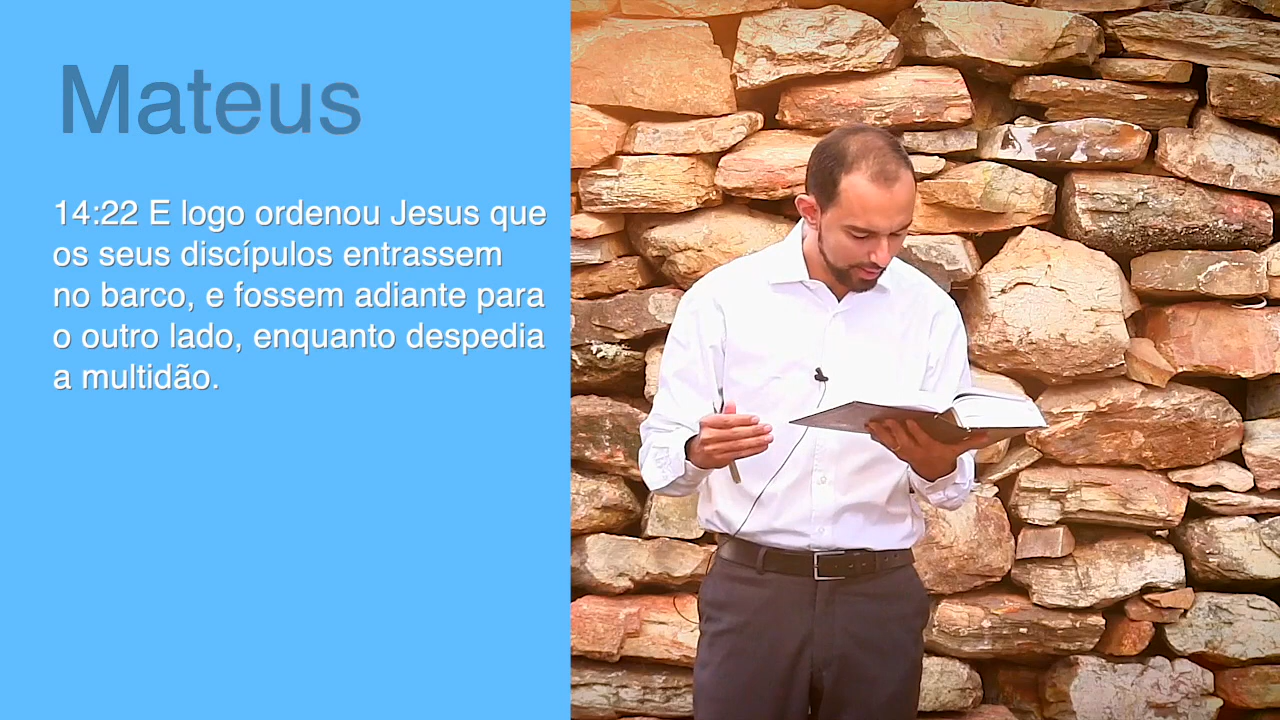 Mateus
14:22 E logo ordenou Jesus que
os seus discípulos entrassem
no barco, e fossem adiante para
o outro lado, enquanto despedia
a multidão.